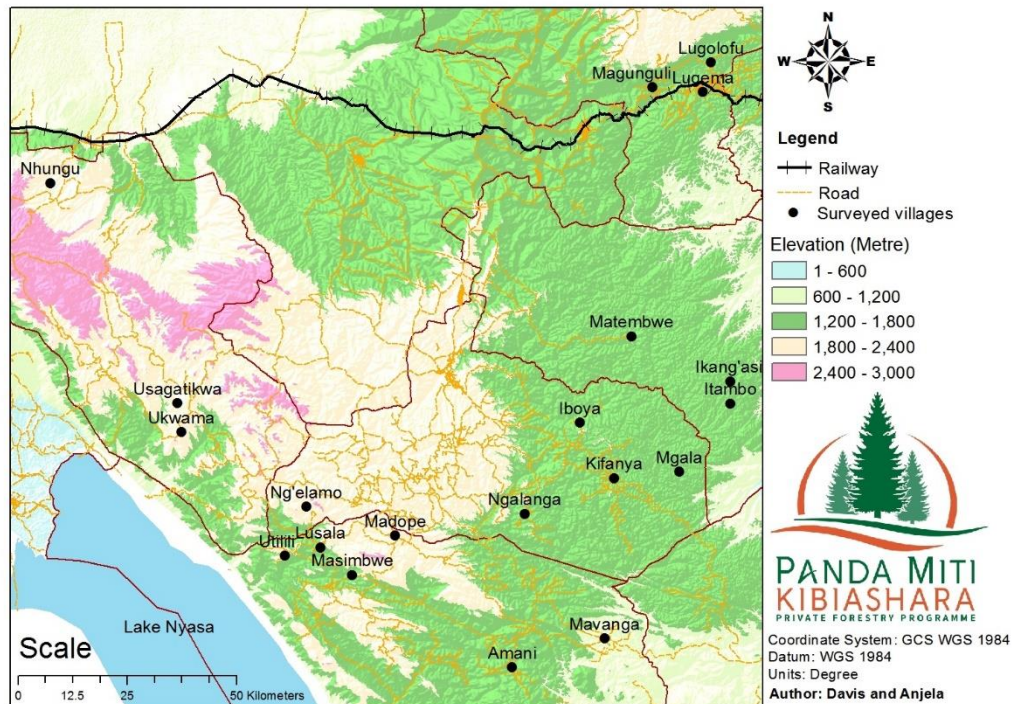 Lugolofu
Magunguli
Lugema
Nhungu
Matembwe
Ikang'asi
Itambo
Usagatikwa
Ukwama
Iboya
Kifanya
Mgala
Ng'elamo
Ngalanga
Madope
Lusala
Utilili
Masimbwe
Lake Nyasa
Mavanga
Amani
Scale
0 12.5 25 50 Kilometers
N
W E
S
Legend
Railway
Road
Surveyed villages
Elevation (Metre)
1 - 600
600 - 1,200
1,200 - 1,800
1,800 - 2,400
2,400 - 3,000
PANDA MITI
KIBIASHARA
PRIVATE FORESTRY PROGRAMME
Coordinate System: GCS WGS 1984
Datum: WGS 1984
Units: Degree
Author: Davis and Anjela